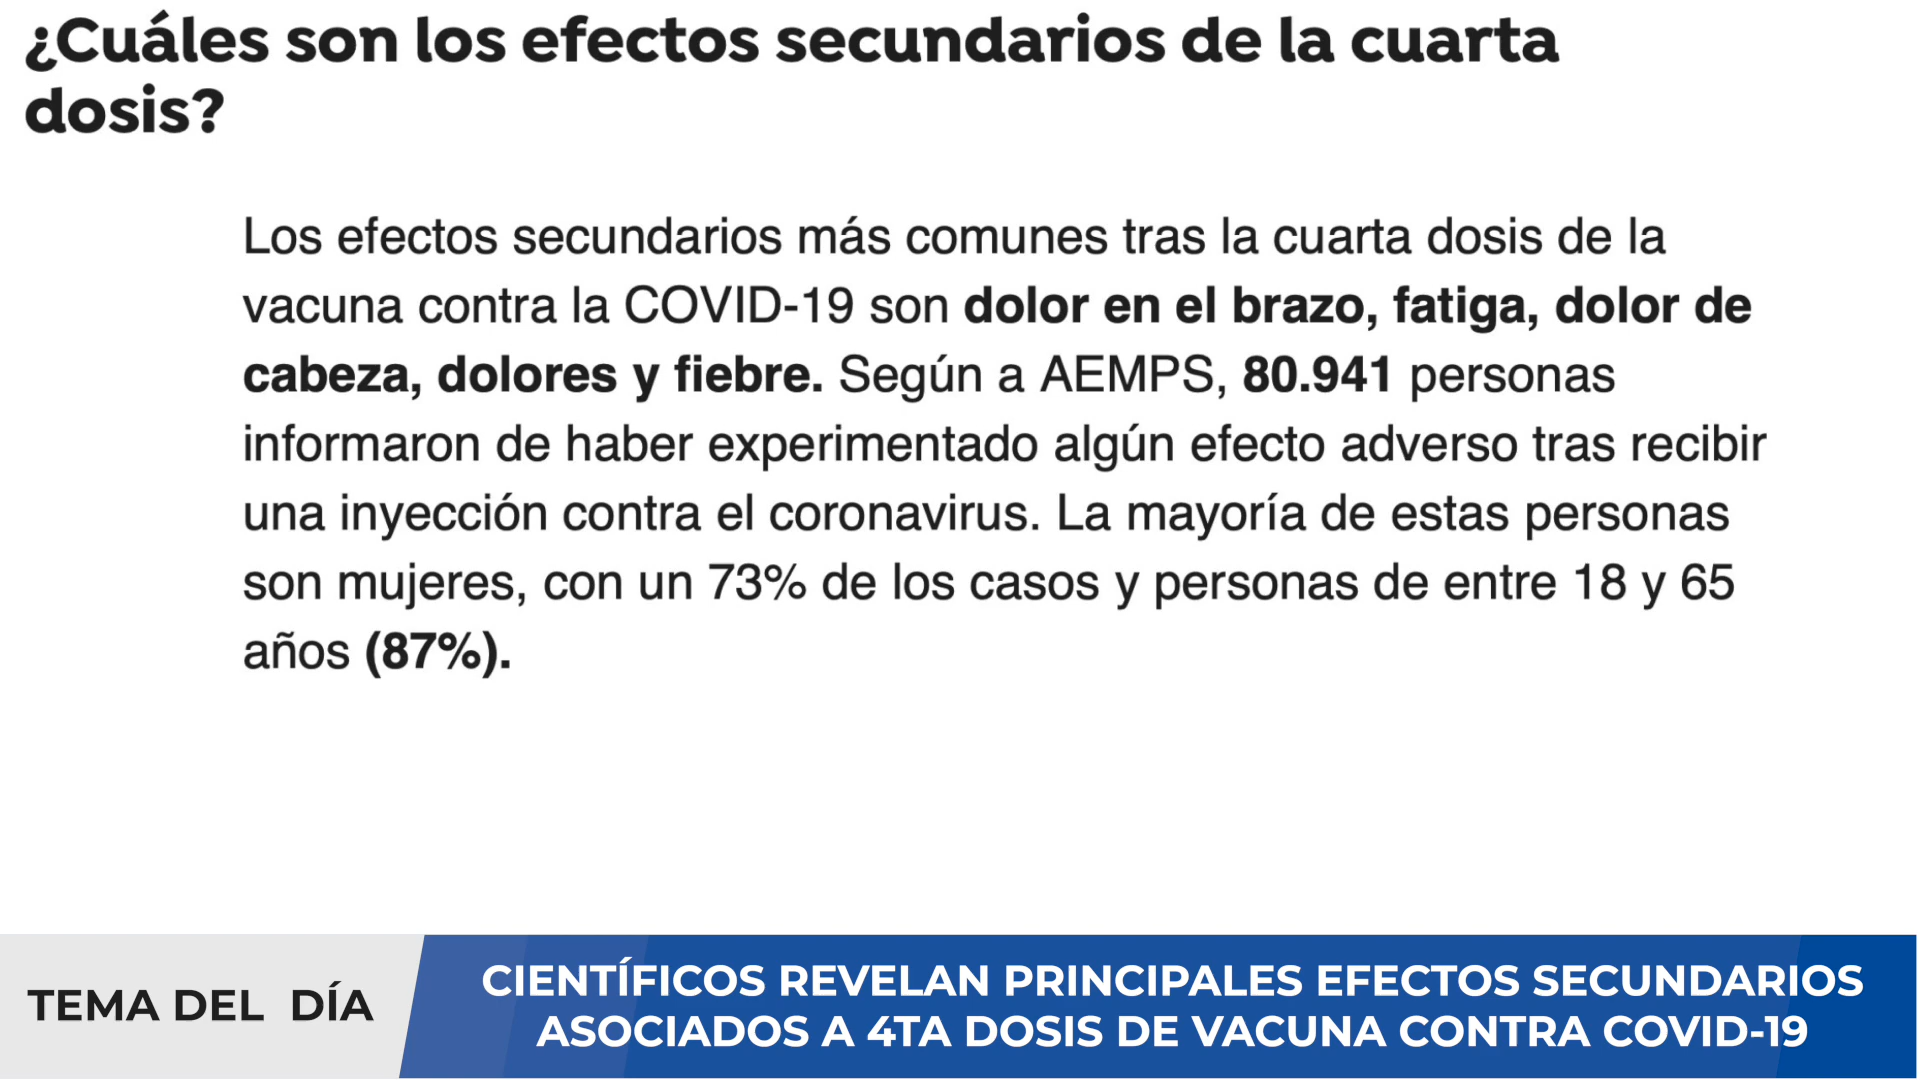 ¿Cuáles son los efectos secundarios de la cuarta
dosis?
Los efectos secundarios más comunes tras la cuarta dosis de la
vacuna contra la COVID-19 son dolor en el brazo, fatiga, dolor de
cabeza, dolores y fiebre. Según a AEMPS, 80.941 personas
informaron de haber experimentado algún efecto adverso tras recibir
una inyección contra el coronavirus. La mayoría de estas personas
son mujeres, con un 73% de los casos y personas de entre 18 y 65
años (87%).
TEMA DEL DÍA
CIENTÍFICOS REVELAN PRINCIPALES EFECTOS SECUNDARIOS
ASOCIADOS A 4TA DOSIS DE VACUNA CONTRA COVID-19